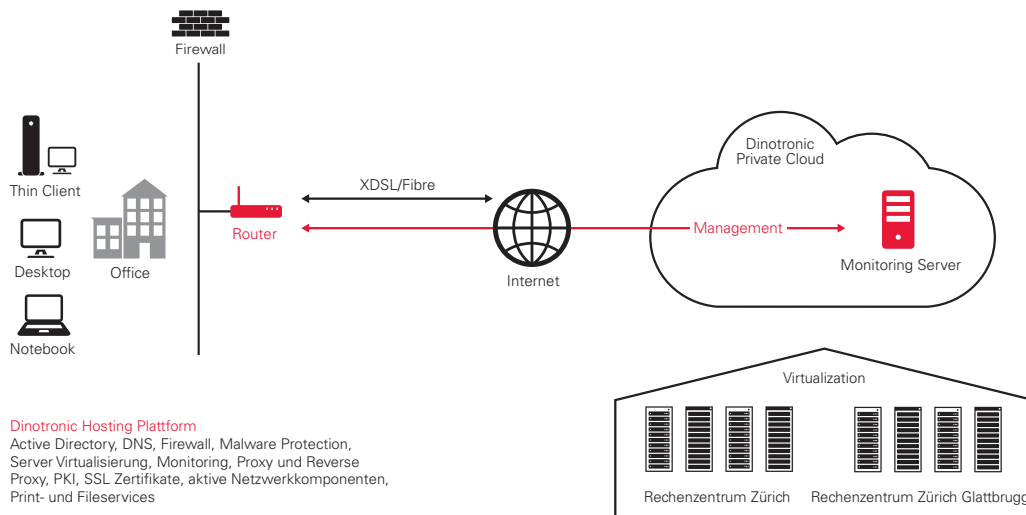 Firewall
Thin Client
Desktop
Notebook
Office
Router
XDSL/Fibre
Internet
Dinotronic
Private Cloud
Management
Monitoring Server
Virtualization
Rechenzentrum Zürich
Rechenzentrum Zürich Glattbrugg
Dinotronic Hosting Plattform
Active Directory, DNS, Firewall, Malware Protection,
Server Virtualisierung, Monitoring, Proxy und Reverse
Proxy, PKI, SSL Zertifikate, aktive Netzwerkkomponenten,
Print- und Fileservices